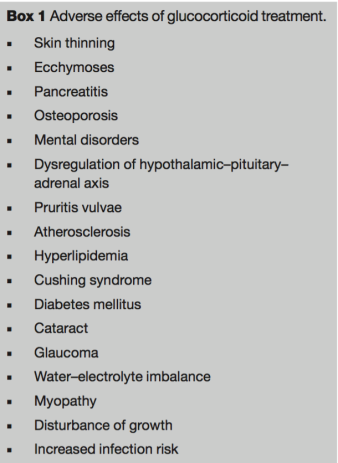 Box 1 Adverse effects of glucocorticoid treatment.
▪ Skin thinning
▪ Ecchymoses
▪ Pancreatitis
▪ Osteoporosis
▪ Mental disorders
▪ Dysregulation of hypothalamic–pituitary–
adrenal axis
▪ Pruritis vulvae
▪ Atherosclerosis
▪ Hyperlipidemia
▪ Cushing syndrome
▪ Diabetes mellitus
▪ Cataract
▪ Glaucoma
▪ Water–electrolyte imbalance
▪ Myopathy
▪ Disturbance of growth
▪ Increased infection risk